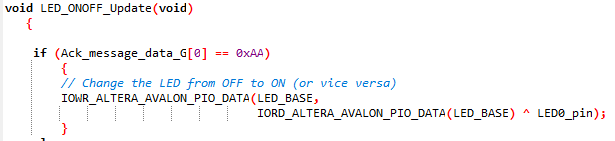 void LED_ONOFF_Update(void)
{
if (Ack_message_data_G[0] == 0xAA)
{
// Change the LED from OFF to ON (or vice versa)
IOWR_ALTERA_AVALON_PIO_DATA(LED_BASE,
IORD_ALTERA_AVALON_PIO_DATA(LED_BASE) ^ LED0_pin);
}